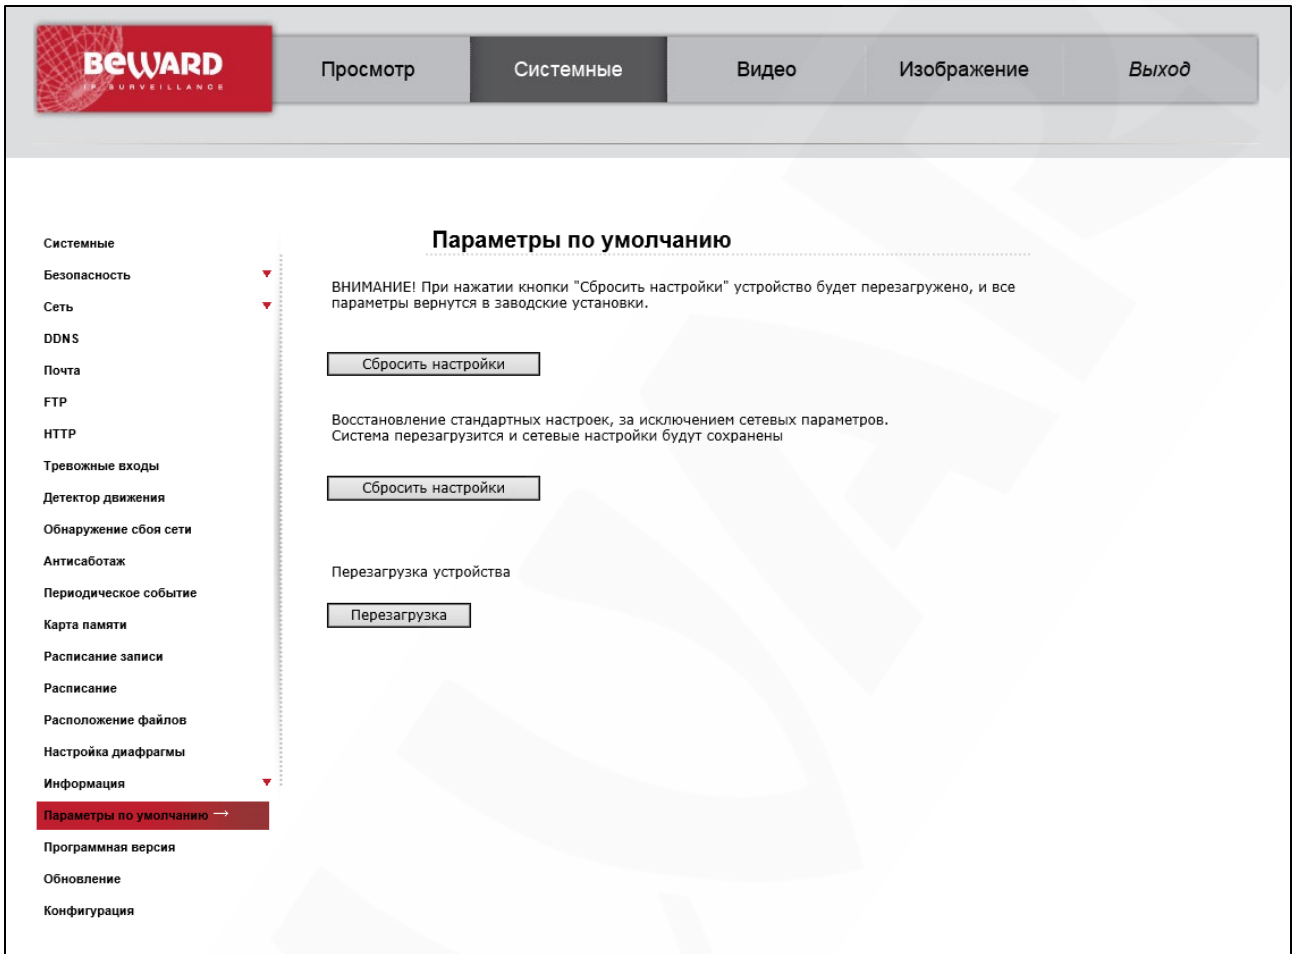 BEWARD
IP SURVEILLANCE
Просмотр
Системные
Видео
Изображение
Выход
Системные
Безопасность
Сеть
DDNS
Почта
FTP
HTTP
Тревожные входы
Детектор движения
Обнаружение сбоя сети
Антисаботаж
Периодическое событие
Карта памяти
Расписание записи
Расписание
Расположение файлов
Настройка диафрагмы
Информация
Параметры по умолчанию →
Программная версия
Обновление
Конфигурация
Параметры по умолчанию
ВНИМАНИЕ! При нажатии кнопки "Сбросить настройки" устройство будет перезагружено, и все
параметры вернутся в заводские установки.
Сбросить настройки
Восстановление стандартных настроек, за исключением сетевых параметров.
Система перезагрузится и сетевые настройки будут сохранены
Сбросить настройки
Перезагрузка устройства
Перезагрузка